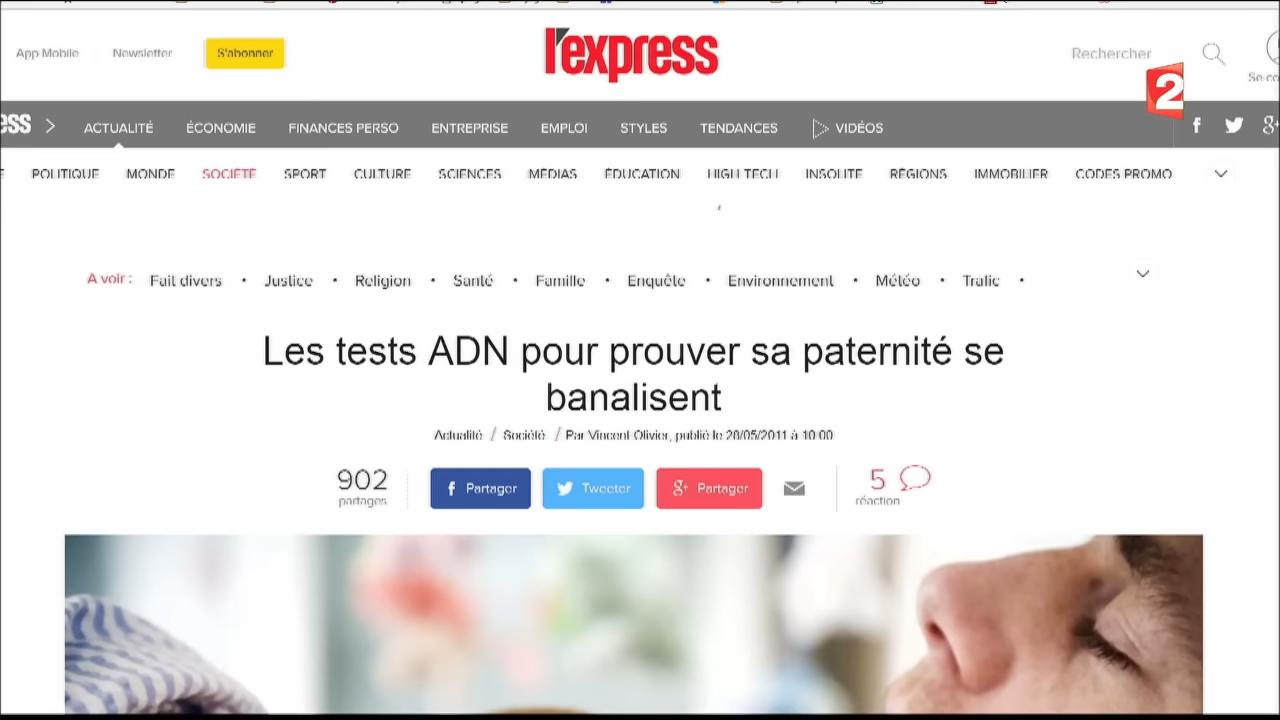 App Mobile
Newsletter
S'abonner
l'express
Rechercher
2
ess
ACTUALITÉ
ÉCONOMIE
FINANCES PERSO
ENTREPRISE
EMPLOI
STYLES
TENDANCES
VIDÉOS
POLITIQUE
MONDE
SOCIÉTÉ
SPORT
CULTURE
SCIENCES
MÉDIAS
ÉDUCATION
HIGH TECH
INSOLITE
RÉGIONS
IMMOBILIER
CODES PROMO
A voir : Fait divers • Justice • Religion • Santé • Famille • Enquête • Environnement • Météo • Trafic •
Les tests ADN pour prouver sa paternité se
banalisent
Actualité / Société / Par Vincent Olivier, publié le 28/05/2011 à 10:00
902
partages
Partager
Tweeter
Partager
5
réaction